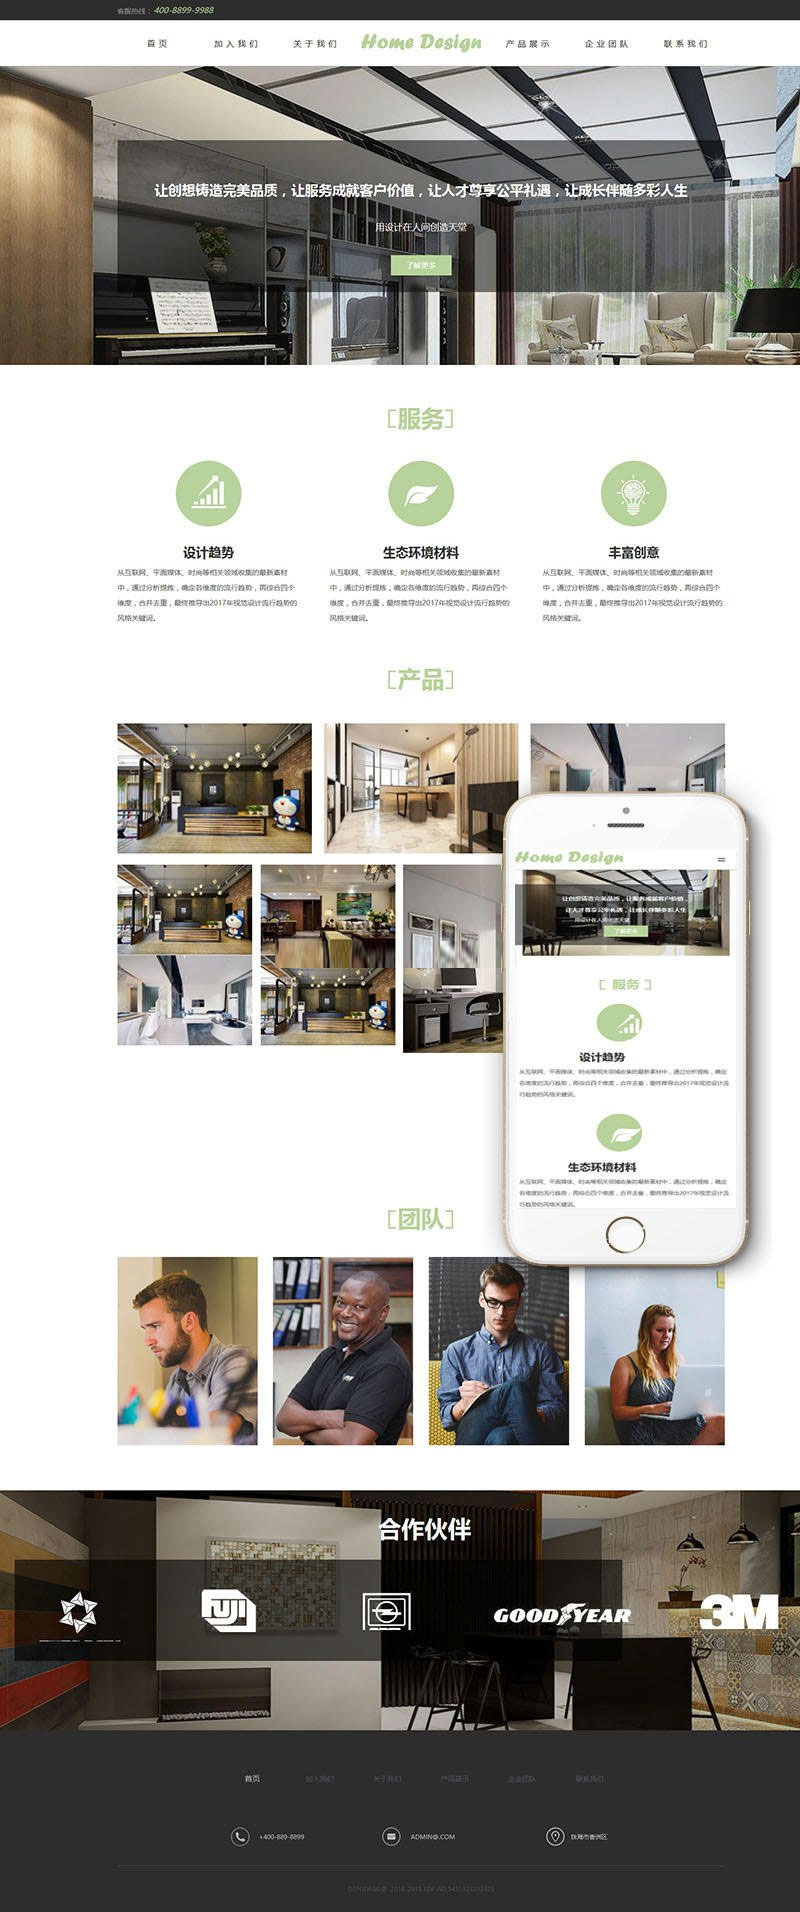 客服热线： 400-8899-9988
首页 加入我们 关于我们 Home Design 产品展示 企业团队 联系我们
让创想铸造完美品质，让服务成就客户价值，让人才尊享公平礼遇，让成长伴随多彩人生
用设计在人间创造天堂
了解更多
[服务]
设计趋势
从互联网、平面媒体、时尚等相关领域收集的最新素材
中，通过分析提炼，确定各维度的流行趋势，再综合四个
维度，合并去重，最终推导出2017年视觉设计流行趋势的
风格关键词。
生态环境材料
从互联网、平面媒体、时尚等相关领域收集的最新素材
中，通过分析提炼，确定各维度的流行趋势，再综合四个
维度，合并去重，最终推导出2017年视觉设计流行趋势的
风格关键词。
丰富创意
从互联网、平面媒体、时尚等相关领域收集的最新素材
中，通过分析提炼，确定各维度的流行趋势，再综合四个
维度，合并去重，最终推导出2017年视觉设计流行趋势的
风格关键词。
[产品]
Home Design
让创想铸造完美品质，让服务成就客户价值，
让人才尊享公平礼遇，让成长伴随多彩人生
用设计在人间创造天堂
了解更多
[ 服务 ]
设计趋势
从互联网、平面媒体、时尚等相关领域收集的最新素材中，通过分析提炼，确定
各维度的流行趋势，再综合四个维度，合并去重，最终推导出2017年视觉设计流
行趋势的风格关键词。
生态环境材料
从互联网、平面媒体、时尚等相关领域收集的最新素材中，通过分析提炼，确定
各维度的流行趋势，再综合四个维度，合并去重，最终推导出2017年视觉设计流
行趋势的风格关键词。
[团队]
合作伙伴
FUJI
GOODYEAR
3M
首页 加入我们 关于我们 产品展示 企业团队 联系我们
+400-889-8899 ADMIN@.COM 珠海市香洲区